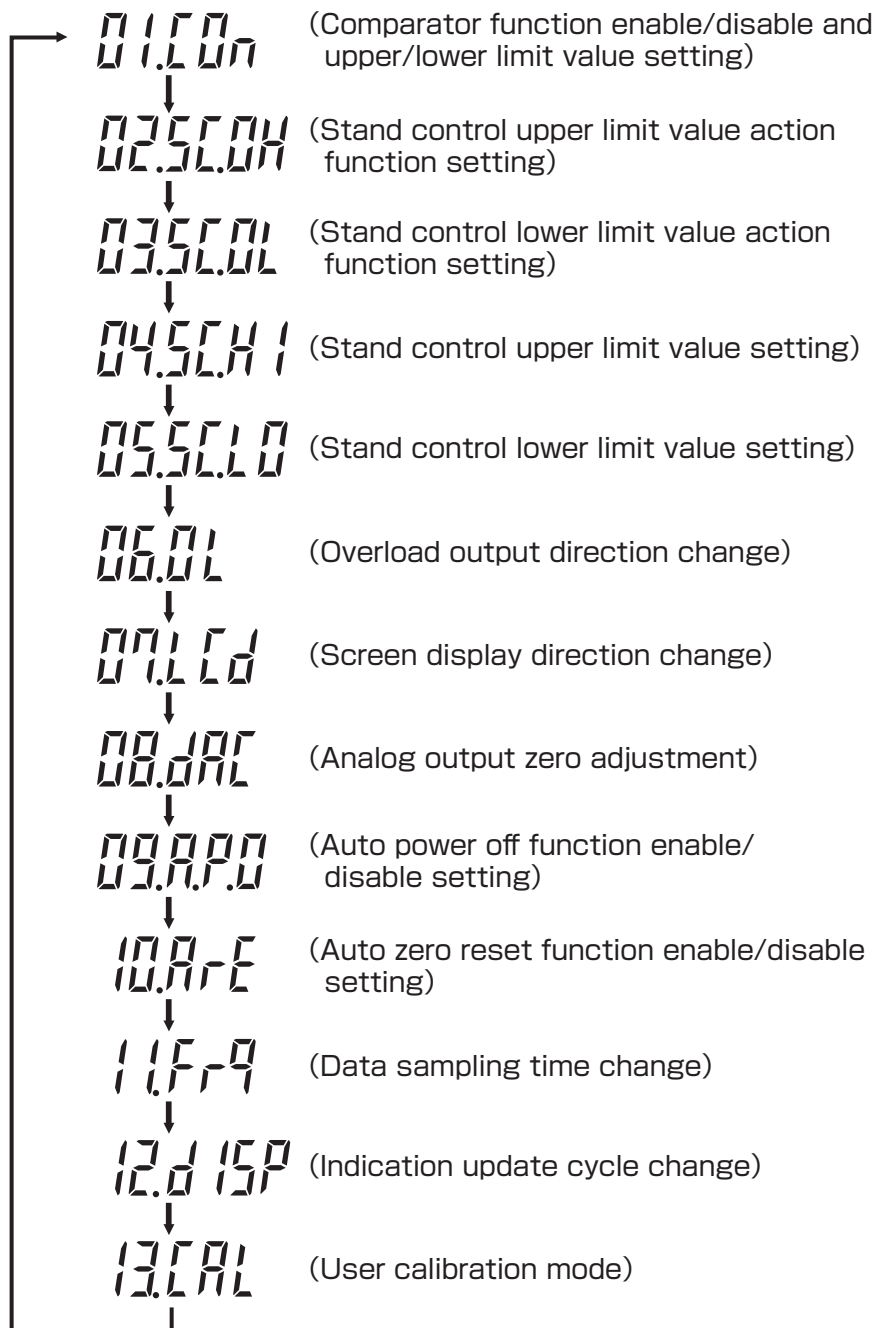 01.COn (Comparator function enable/disable and
upper/lower limit value setting)
02.SC.OH (Stand control upper limit value action
function setting)
03.SC.OL (Stand control lower limit value action
function setting)
04.SC.HI (Stand control upper limit value setting)
05.SC.LO (Stand control lower limit value setting)
06.OL (Overload output direction change)
07.LCd (Screen display direction change)
08.dAC (Analog output zero adjustment)
09.A.P.O (Auto power off function enable/
disable setting)
10.ArE (Auto zero reset function enable/disable
setting)
11.Frq (Data sampling time change)
12.dISP (Indication update cycle change)
13.CAL (User calibration mode)